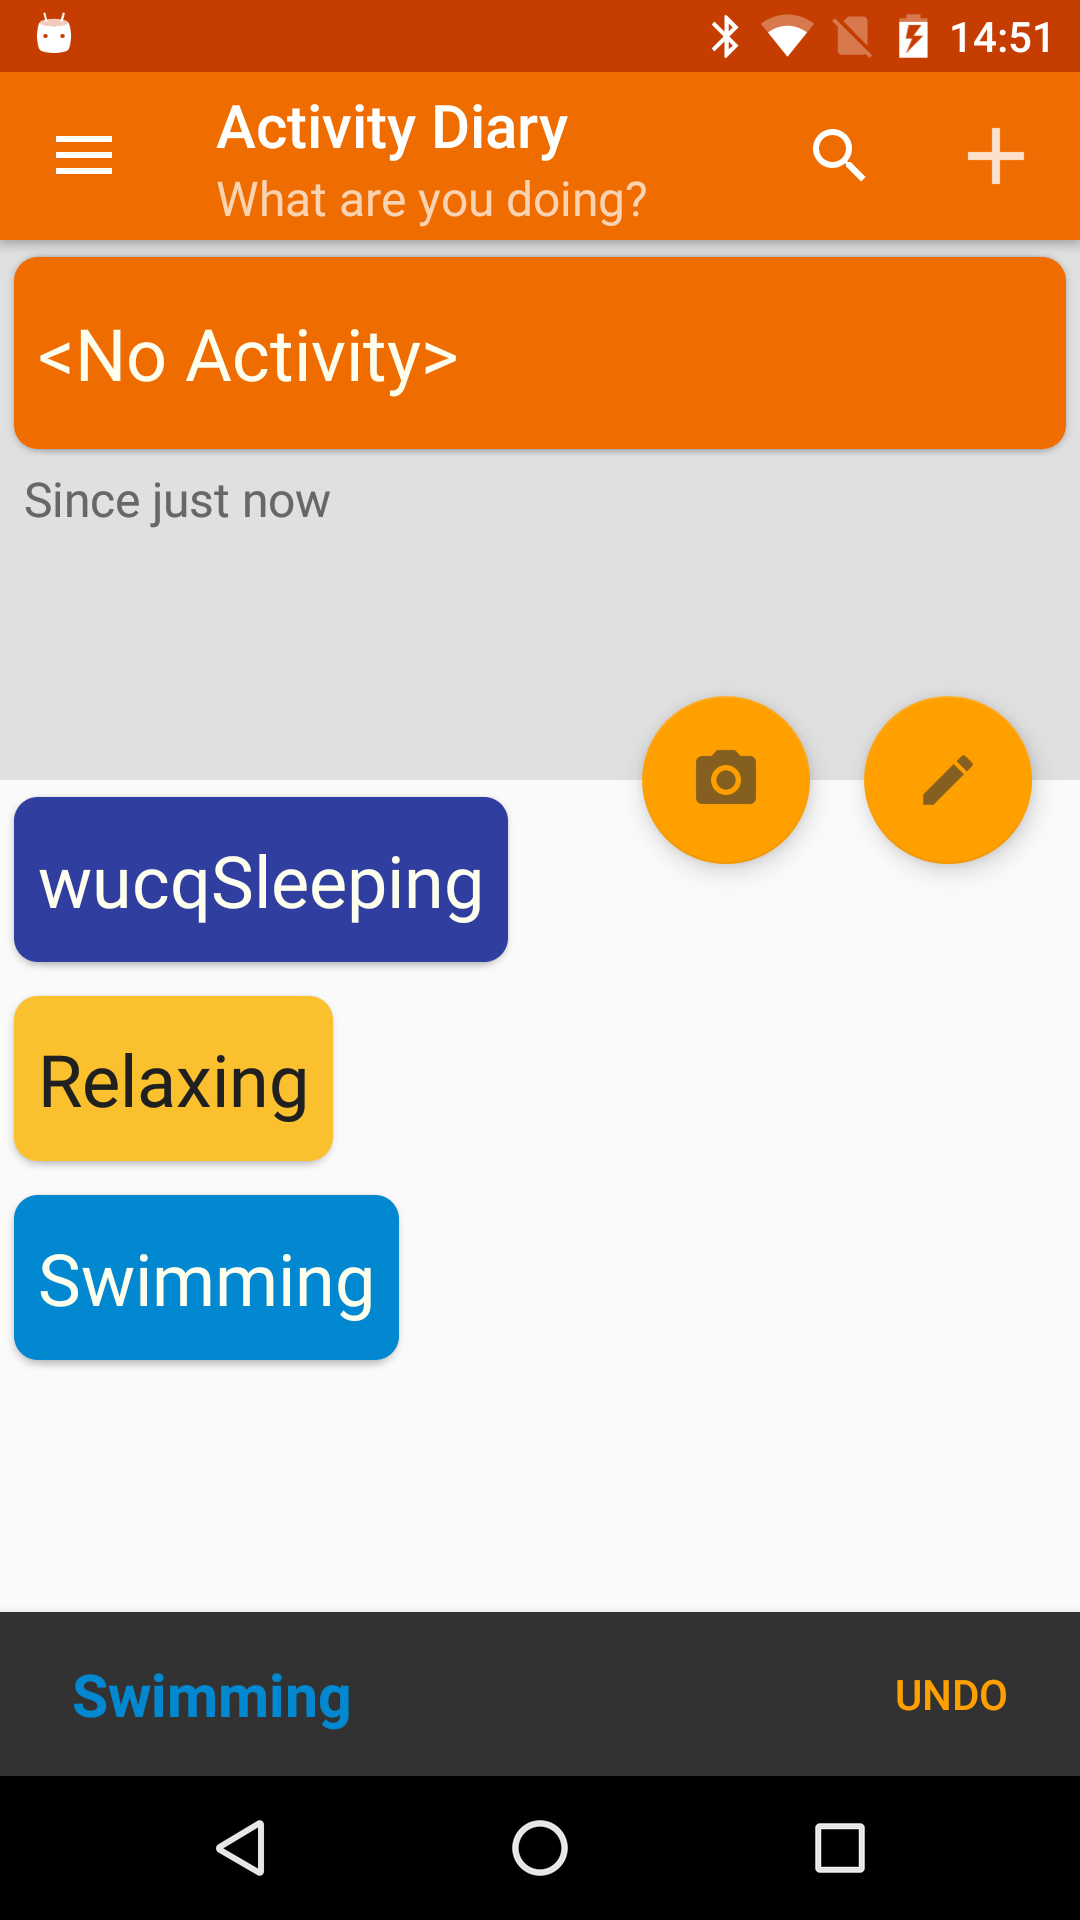 14:51
Activity Diary
What are you doing?
<No Activity>
Since just now
wucqSleeping
Relaxing
Swimming
Swimming UNDO